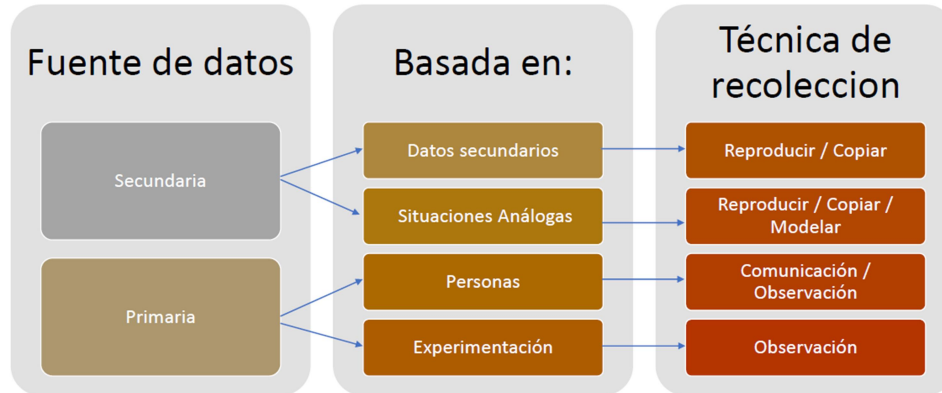 Fuente de datos
Secundaria
Primaria
Basada en:
Datos secundarios
Situaciones Análogas
Personas
Experimentación
Técnica de
recoleccion
Reproducir / Copiar
Reproducir / Copiar /
Modelar
Comunicación /
Observación
Observación